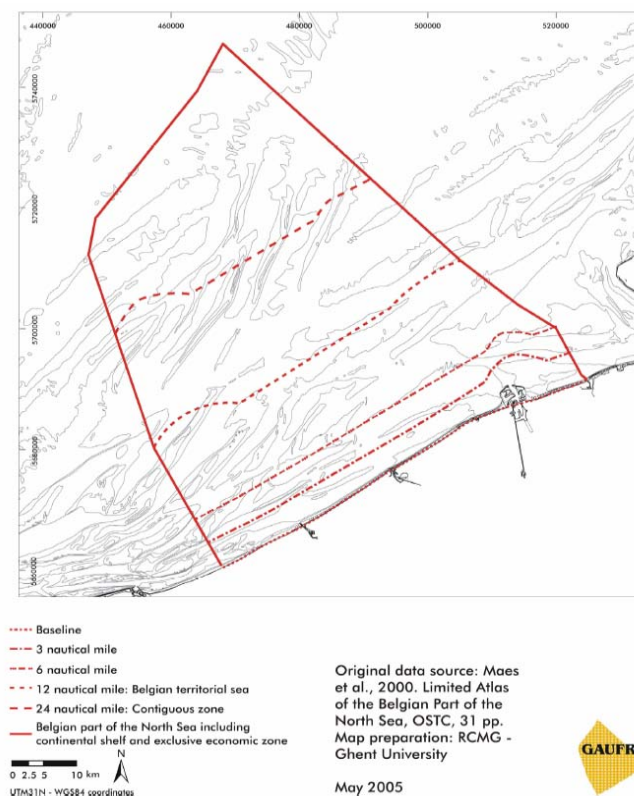 440000 460000 480000 500000 520000
5740000
5720000
5700000
5680000
5660000
Baseline
3 nautical mile
6 nautical mile
12 nautical mile: Belgian territorial sea
24 nautical mile: Contiguous zone
Belgian part of the North Sea including
continental shelf and exclusive economic zone
N
0 2.5 5 10 km
UTM31N - WGS84 coordinates
Original data source: Maes
et al., 2000. Limited Atlas
of the Belgian Part of the
North Sea, OSTC, 31 pp.
Map preparation: RCMG -
Ghent University
May 2005
GAUFR